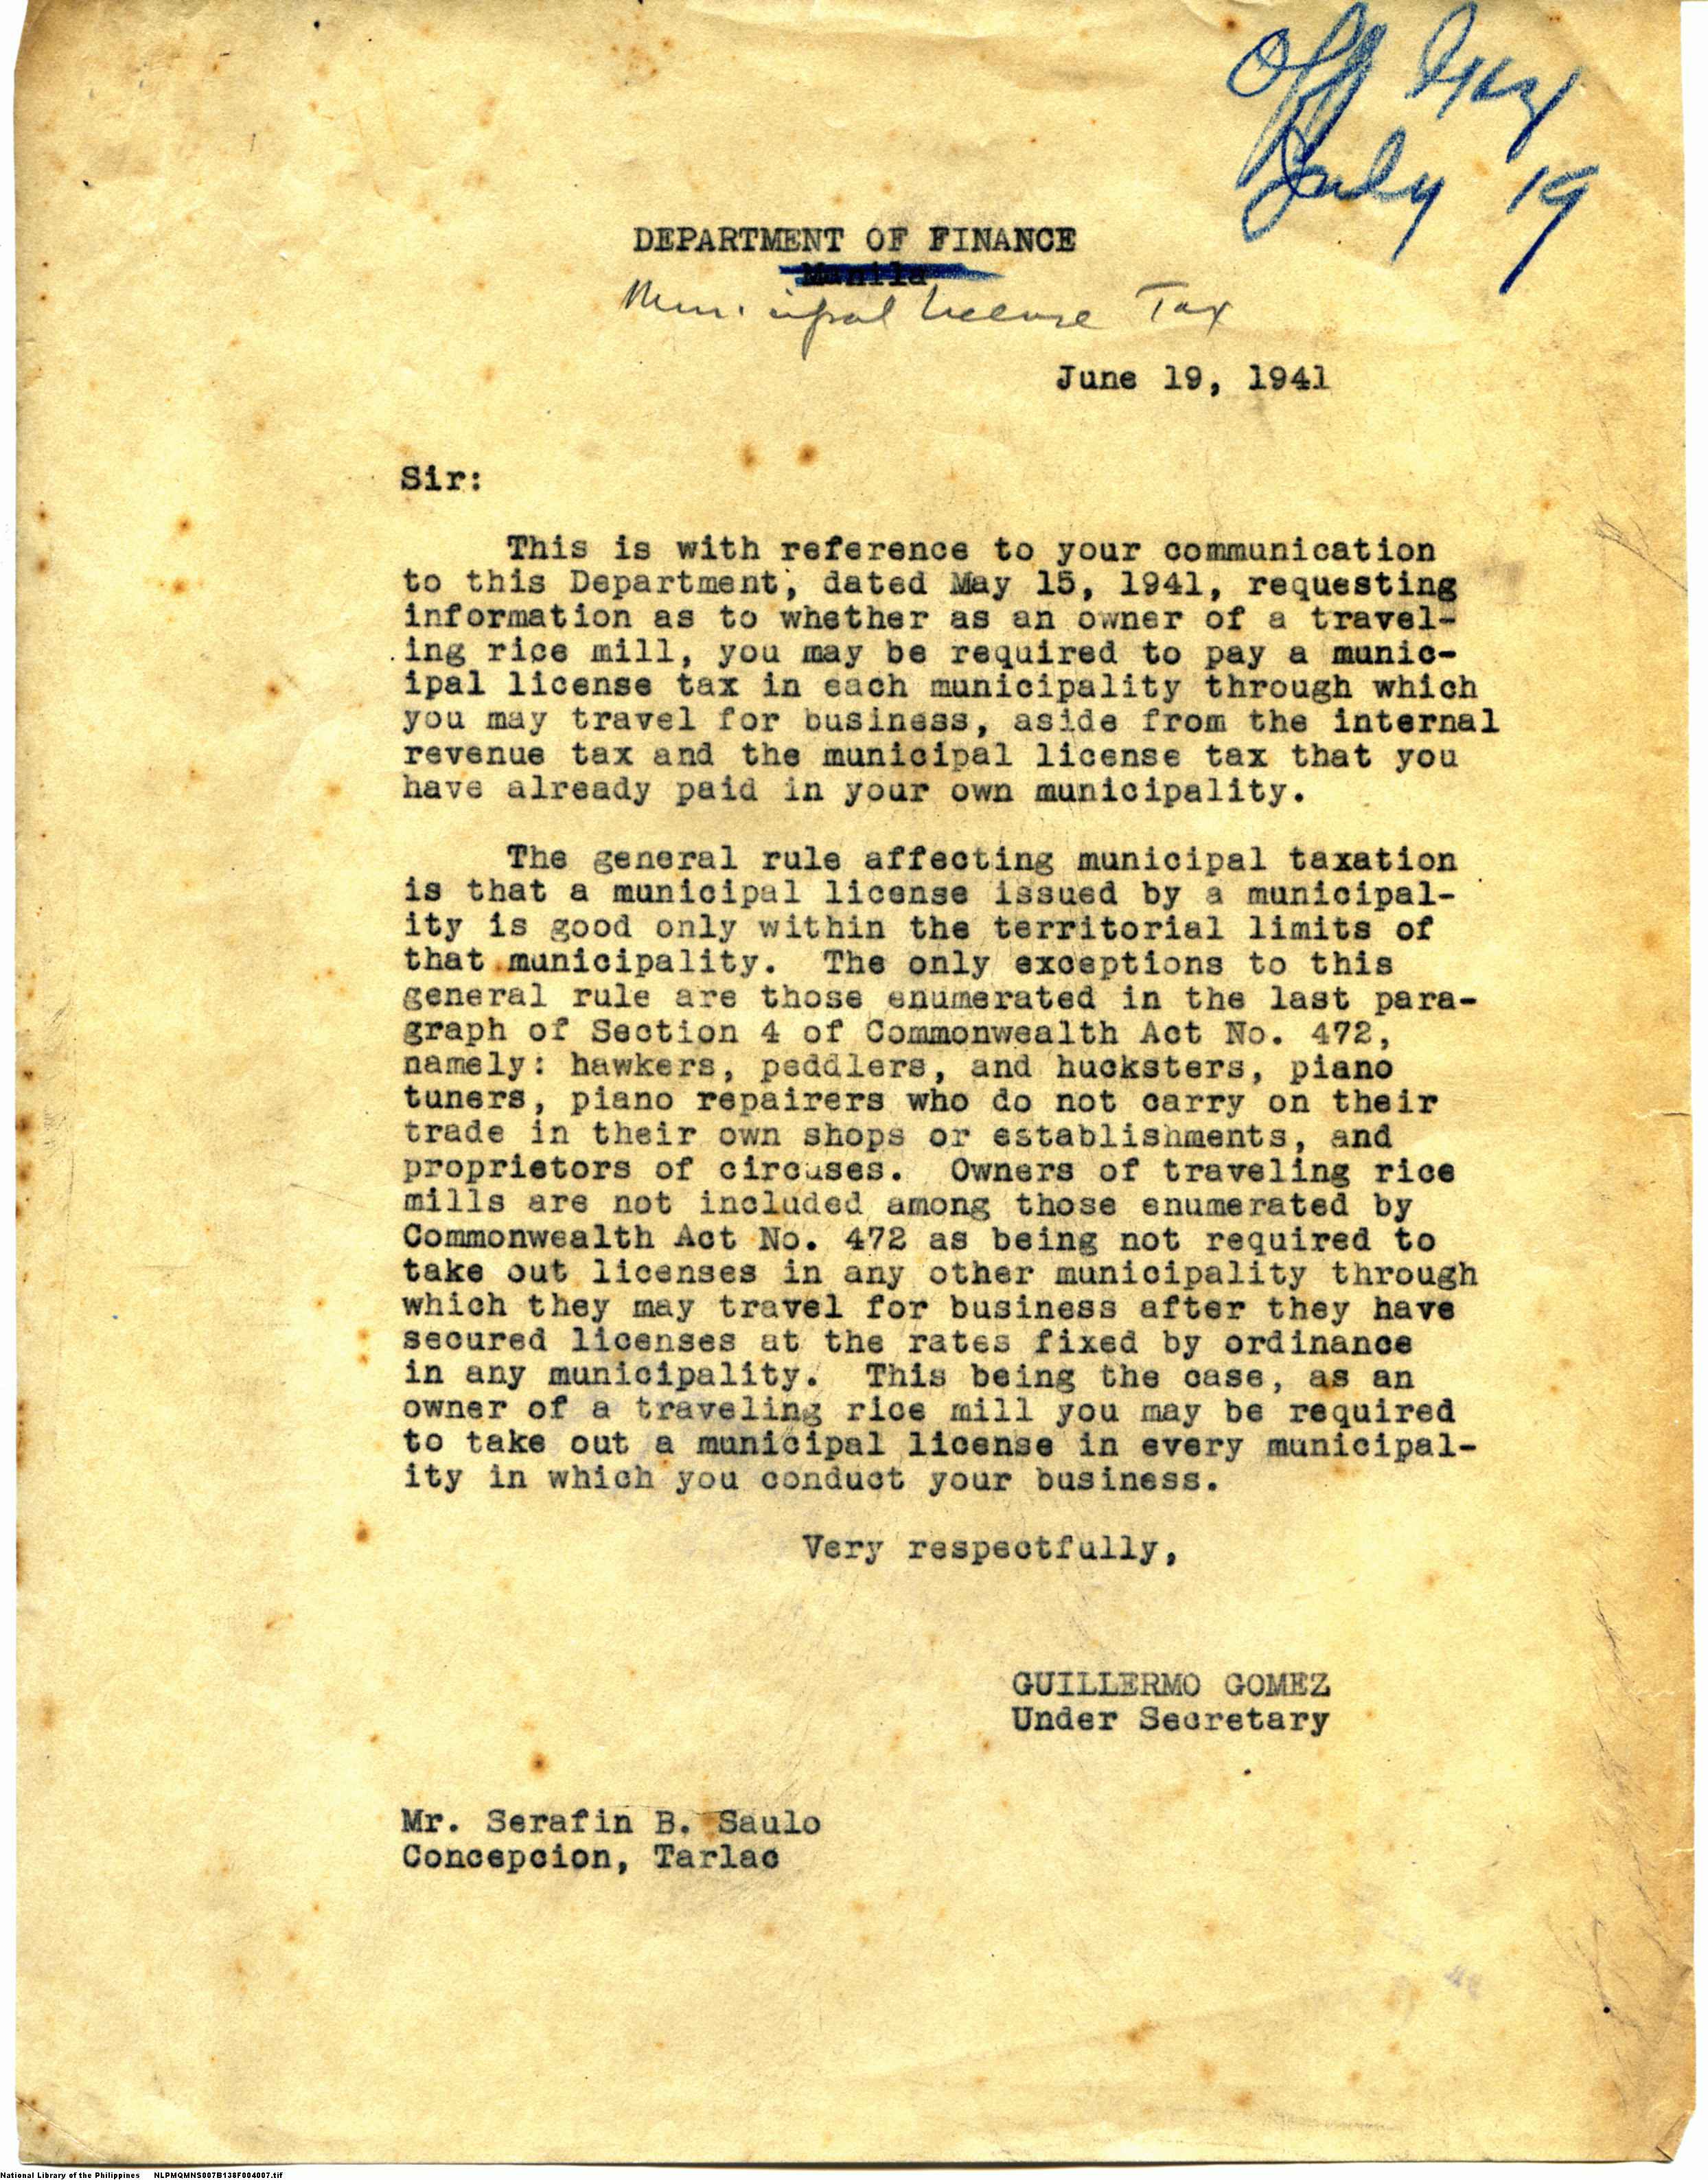 Off Gaz
July 19
DEPARTMENT OF FINANCE
Manila
Municipal License Tax
June 19, 1941
Sir:
This is with reference to your communication
to this Department, dated May 15, 1941, requesting
information as to whether as an owner of a travel-
ing rice mill, you may be required to pay a munic-
ipal license tax in each municipality through which
you may travel for business, aside from the internal
revenue tax and the municipal license tax that you
have already paid in your own municipality.
The general rule affecting municipal taxation
is that a municipal license issued by a municipal-
ity is good only within the territorial limits of
that municipality. The only exceptions to this
general rule are those enumerated in the last para-
graph of Section 4 of Commonwealth Act No. 472,
namely: hawkers, peddlers, and hucksters, piano
tuners, piano repairers who do not carry on their
trade in their own shops or establishments, and
proprietors of circuses. Owners of traveling rice
mills are not included among those enumerated by
Commonwealth Act No. 472 as being not required to
take out licenses in any other municipality through
which they may travel for business after they have
secured licenses at the rates fixed by ordinance
in any municipality. This being the case, as an
owner of a traveling rice mill you may be required
to take out a municipal license in every municipal-
ity in which you conduct your business.
Very respectfully,
GUILLERMO GOMEZ
Under Secretary
Mr. Serafin B. Saulo
Concepcion, Tarlac
National Library of the Philippines NLPMQMNS007B138F004007.tif